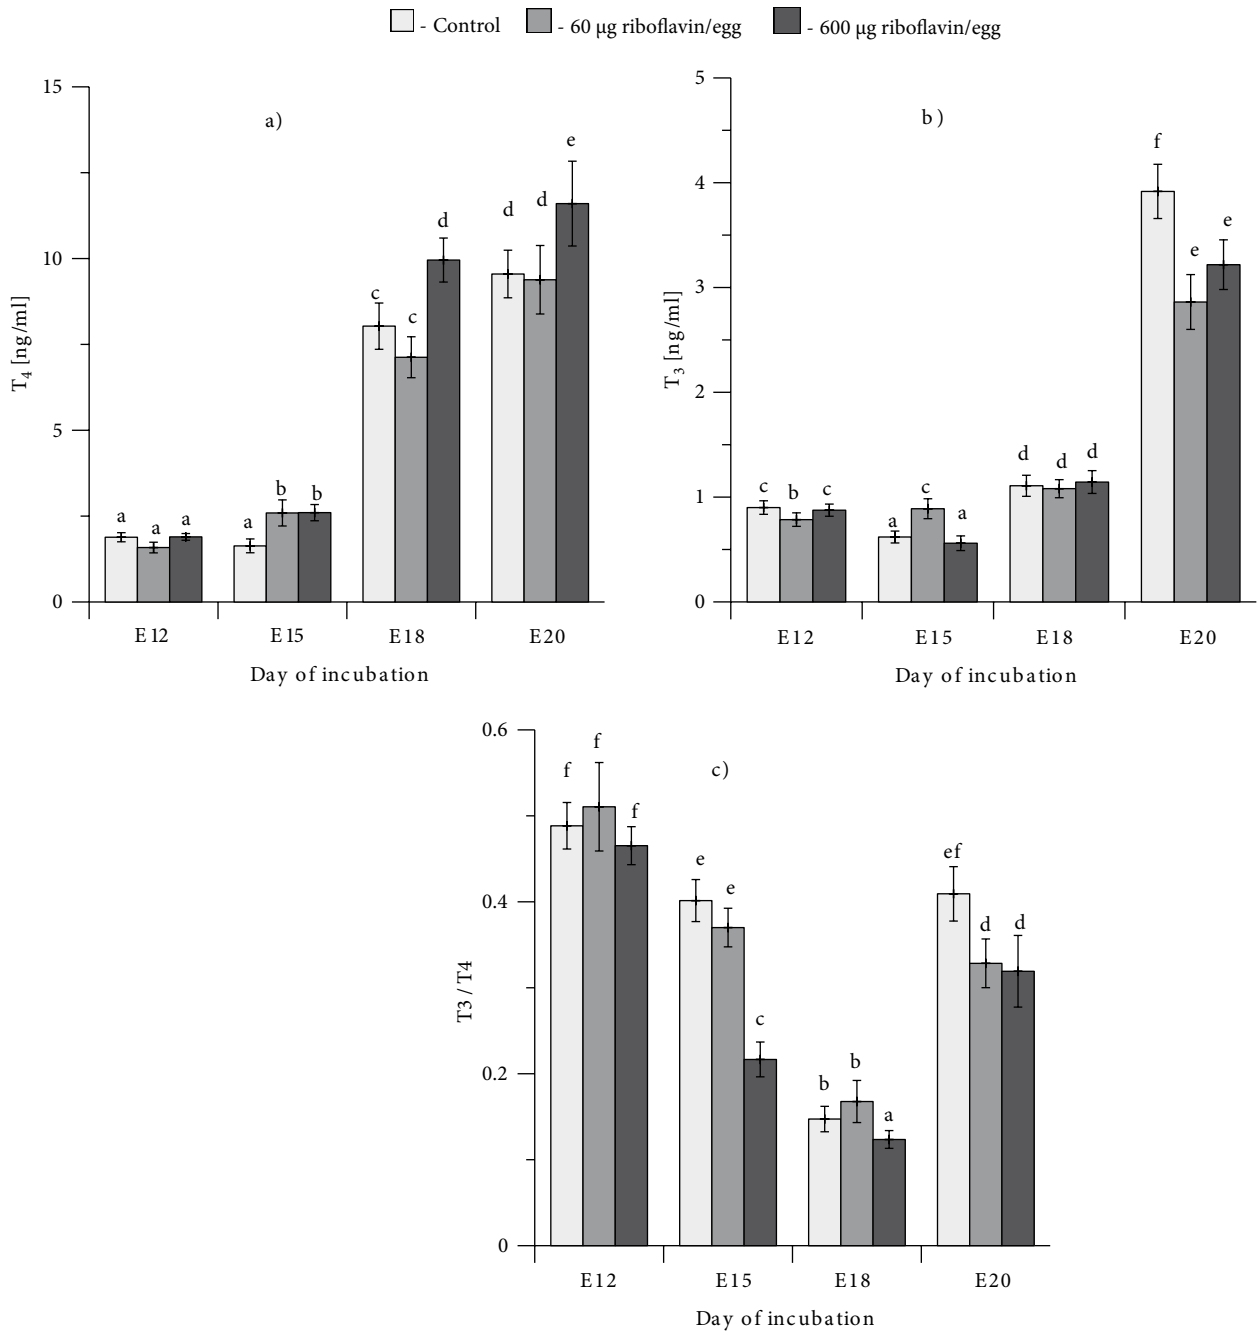 - Control - 60 µg riboflavin/egg - 600 µg riboflavin/egg
a)
15
10
5
0
T4 [ng/ml]
a a a a b b c c d d d e
E12 E15 E18 E20
Day of incubation
b)
5
4
3
2
1
0
T3 [ng/ml]
c b c a c a d d d f e e
E12 E15 E18 E20
Day of incubation
c)
0.6
0.4
0.2
0
T3/T4
f f f e e c b b a ef d d
E12 E15 E18 E20
Day of incubation